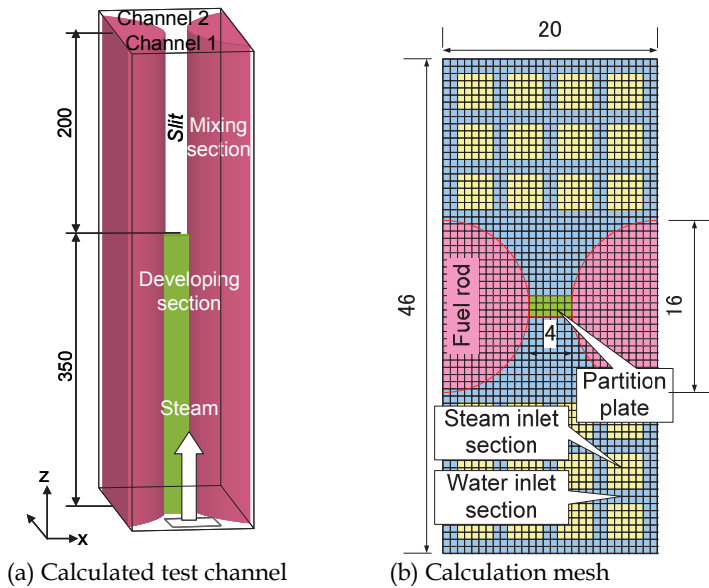 Channel 2
Channel 1
200
Slit
Mixing
section
Developing
section
350
Steam
z
x
(a) Calculated test channel
20
46
Fuel rod
16
4
Partition
plate
Steam inlet
section
Water inlet
section
(b) Calculation mesh